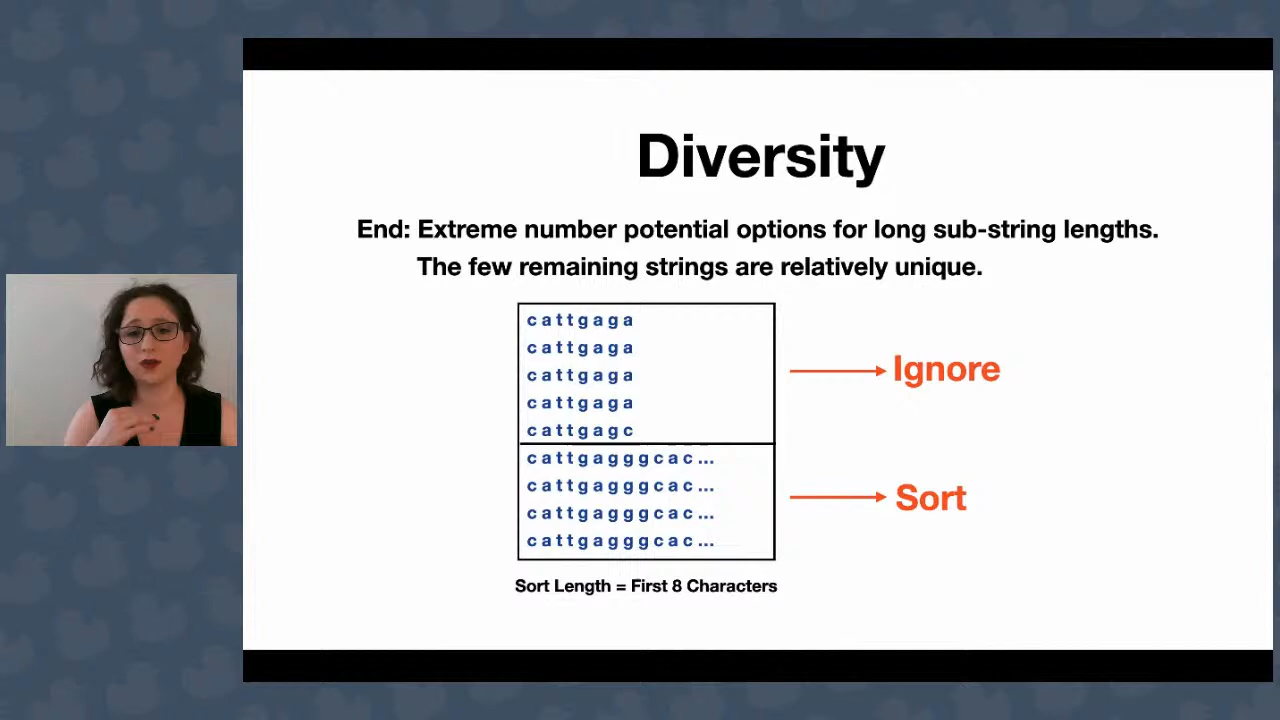 Diversity
End: Extreme number potential options for long sub-string lengths.
The few remaining strings are relatively unique.
cattgaga
cattgaga
cattgaga
cattgaga
cattgagc
cattgagggcac...
cattgagggcac...
cattgagggcac...
cattgagggcac...
Ignore
Sort
Sort Length = First 8 Characters